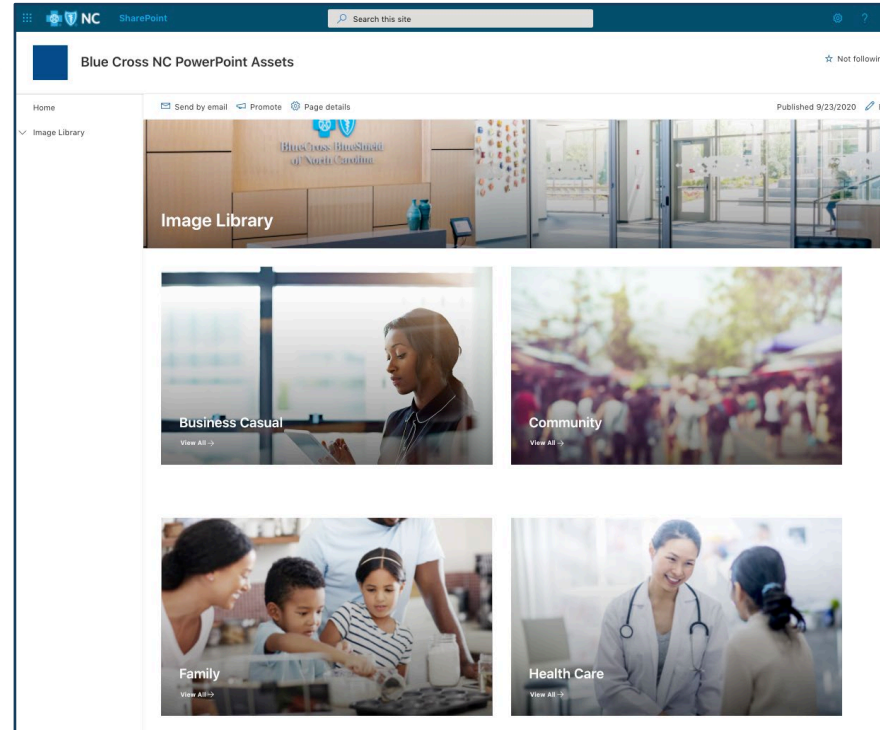 NC SharePoint
Search this site
?
Blue Cross NC PowerPoint Assets
Not followin
Home
Send by email Promote Page details
Published 9/23/2020
Image Library
BlueCross BlueShield
of North Carolina
Image Library
Business Casual
View All →
Community
View All →
Family
View All →
Health Care
View All →